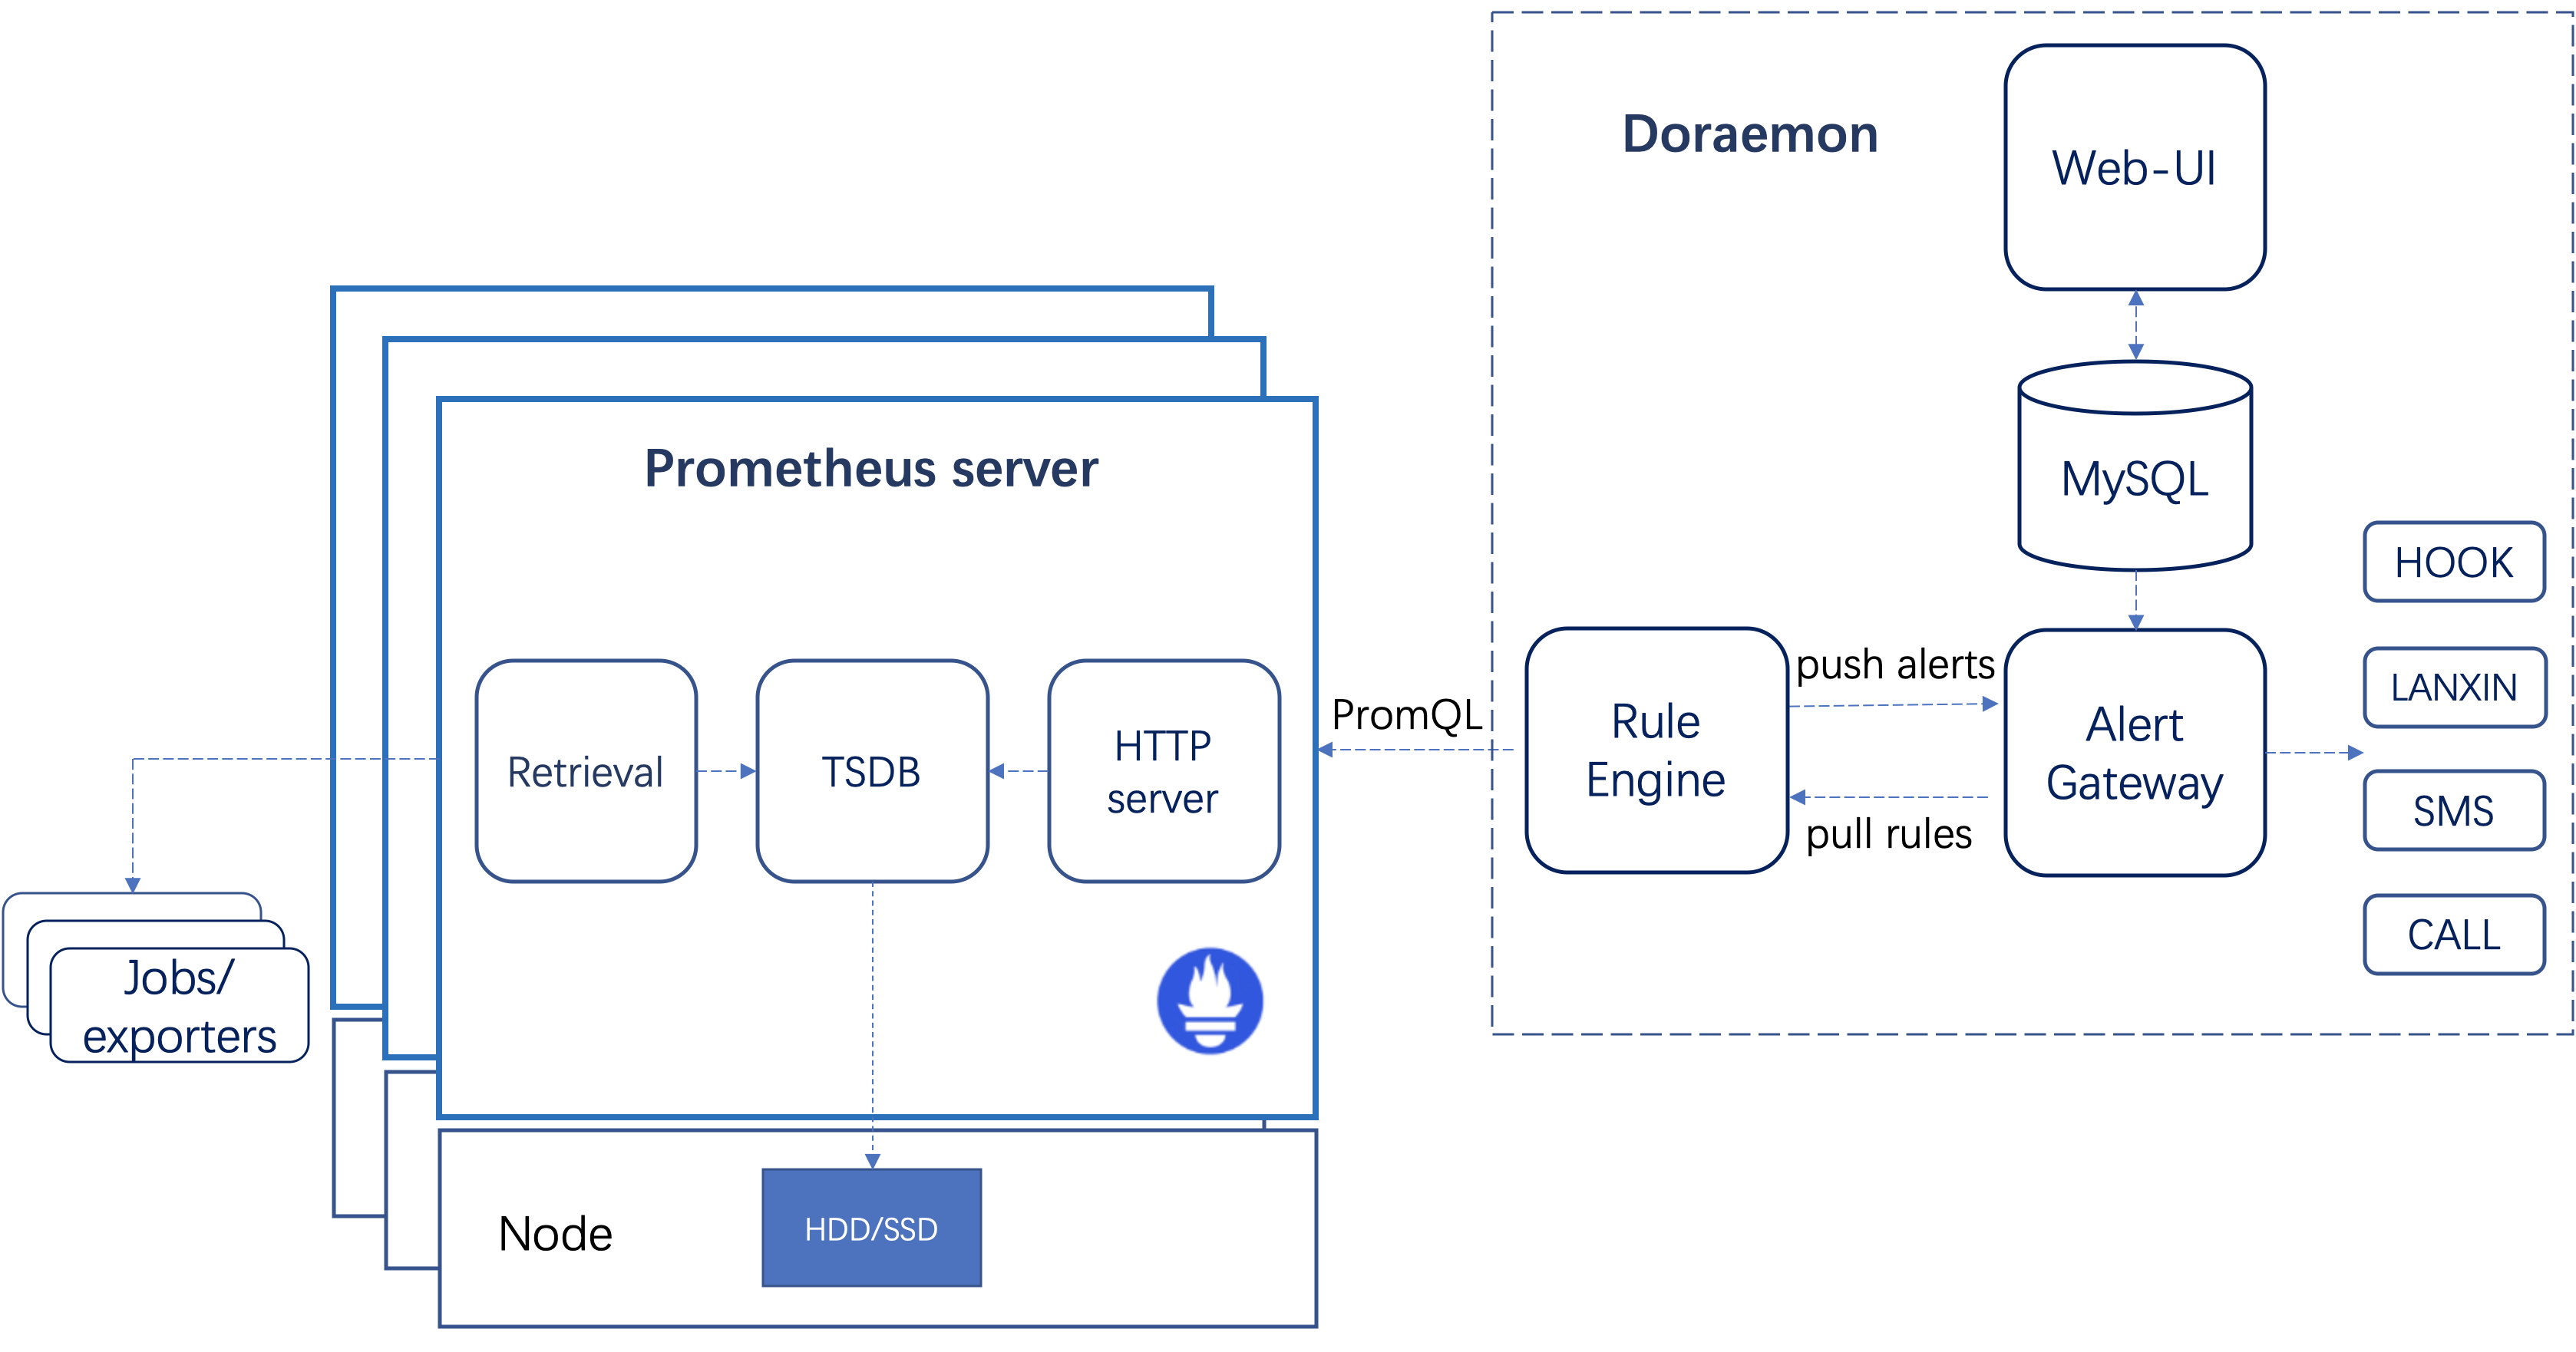 Doraemon
Web-UI
MySQL
Prometheus server
HOOK
LANXIN
SMS
CALL
Rule
Engine
push alerts
pull rules
Alert
Gateway
PromQL
Retrieval
TSDB
HTTP
server
Jobs/
exporters
Node
HDD/SSD